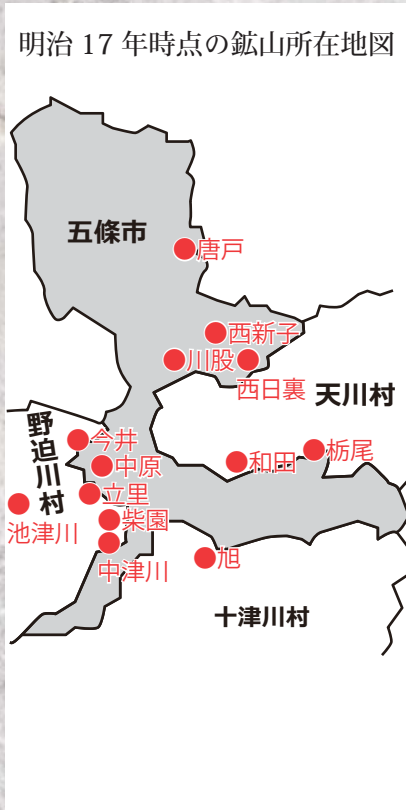 明治 17 年時点の鉱山所在地図
五條市
唐戸
西新子
川股
西日裏
天川村
野迫川村
今井
中原
和田
栃尾
立里
池津川
柴園
中津川
旭
十津川村